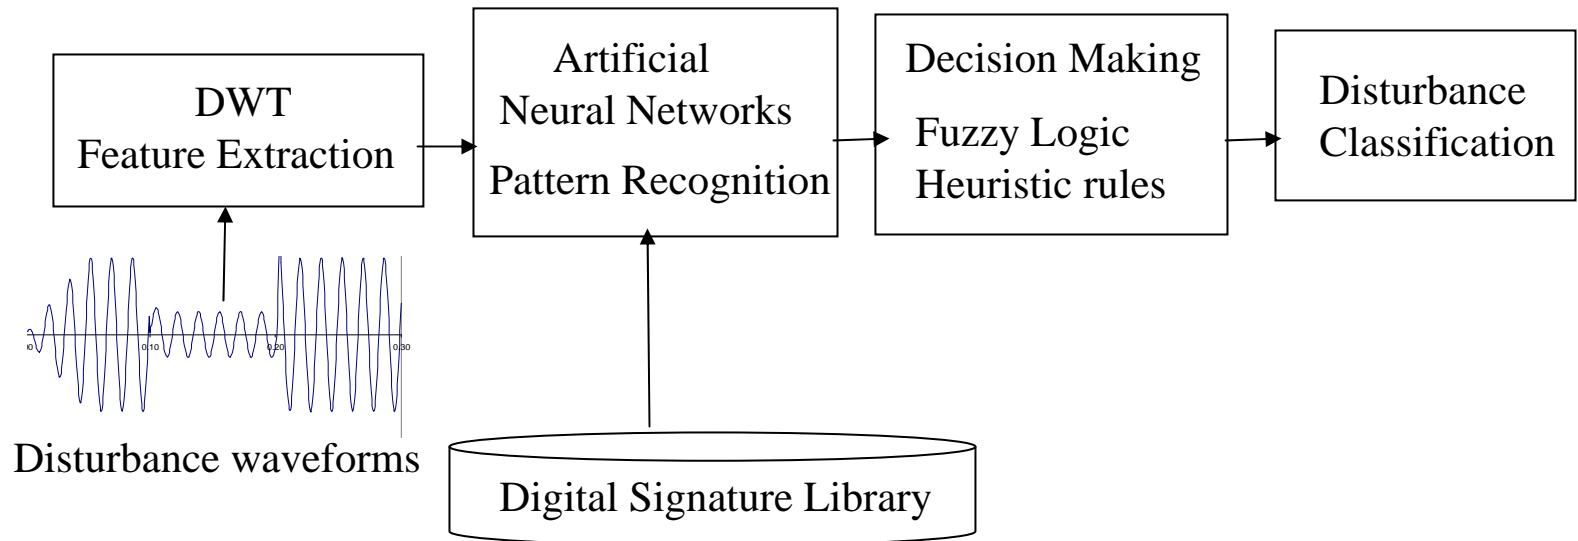 DWT
Feature Extraction
Artificial
Neural Networks
Pattern Recognition
Decision Making
Fuzzy Logic
Heuristic rules
Disturbance
Classification
0.10
0.20
0.30
Disturbance waveforms
Digital Signature Library